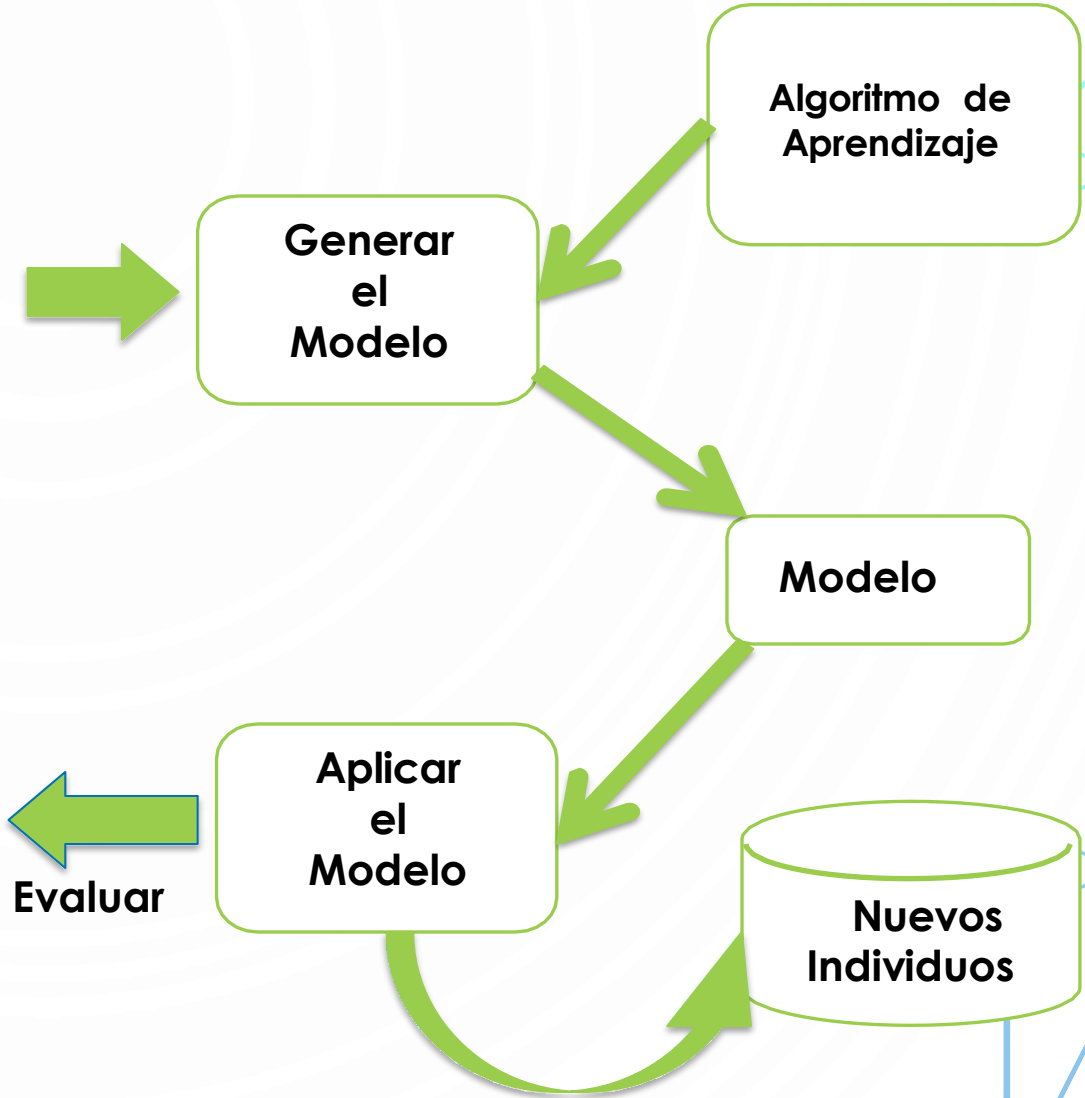 Algoritmo de
Aprendizaje
Generar
el
Modelo
Modelo
Aplicar
el
Modelo
Evaluar
Nuevos
Individuos